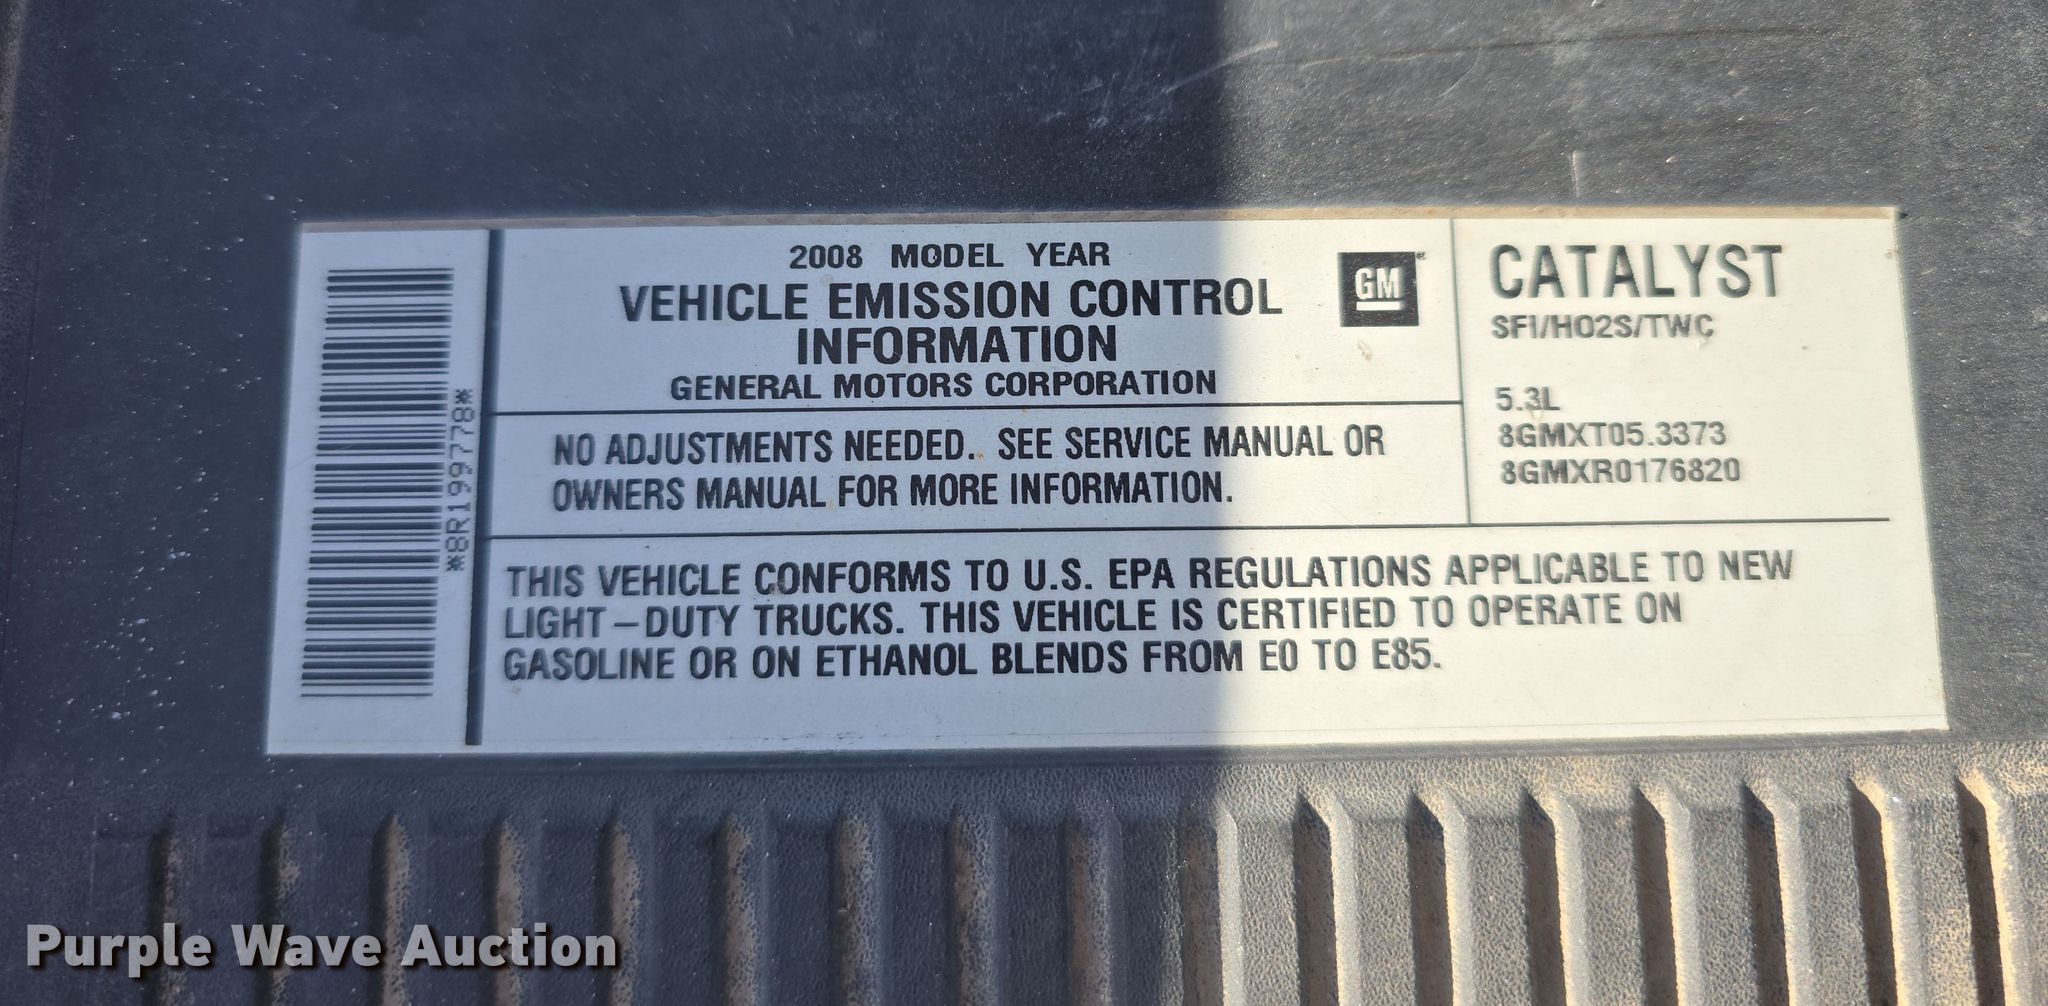 2008 MODEL YEAR
VEHICLE EMISSION CONTROL
INFORMATION
GENERAL MOTORS CORPORATION
GM
CATALYST
SFI/HO2S/TWC
5.3L
8GMXT05.3373
8GMXR0176820
*8R199778*
NO ADJUSTMENTS NEEDED. SEE SERVICE MANUAL OR
OWNERS MANUAL FOR MORE INFORMATION.
THIS VEHICLE CONFORMS TO U.S. EPA REGULATIONS APPLICABLE TO NEW
LIGHT-DUTY TRUCKS. THIS VEHICLE IS CERTIFIED TO OPERATE ON
GASOLINE OR ON ETHANOL BLENDS FROM E0 TO E85.
Purple Wave Auction